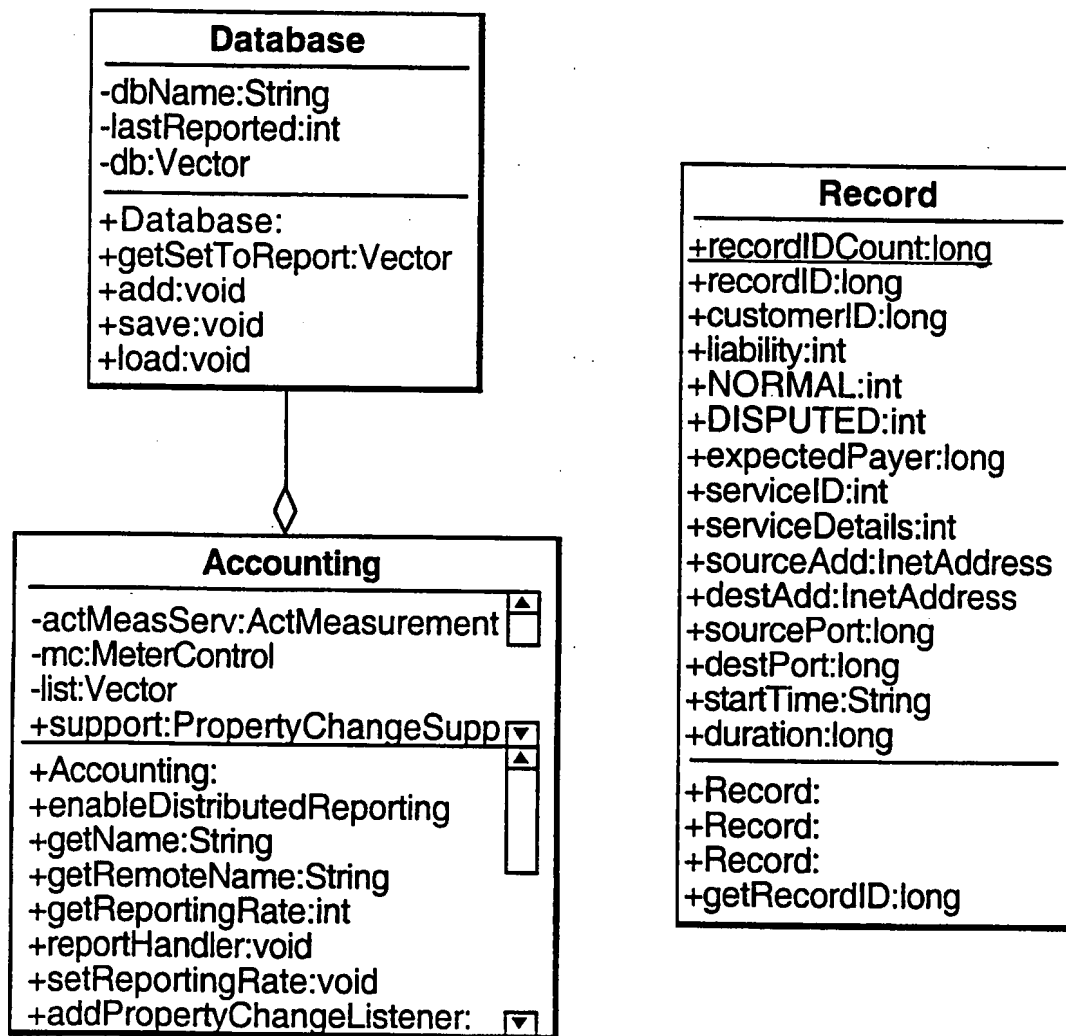 Database
-dbName:String
-lastReported:int
-db:Vector
+Database:
+getSetToReport:Vector
+add:void
+save:void
+load:void
Accounting
-actMeasServ:ActMeasurement
-mc:MeterControl
-list:Vector
+support:PropertyChangeSupp
+Accounting:
+enableDistributedReporting
+getName:String
+getRemoteName:String
+getReportingRate:int
+reportHandler:void
+setReportingRate:void
+addPropertyChangeListener:
Record
+recordIDCount:long
+recordID:long
+customerID:long
+liability:int
+NORMAL:int
+DISPUTED:int
+expectedPayer:long
+serviceID:int
+serviceDetails:int
+sourceAdd:InetAddress
+destAdd:InetAddress
+sourcePort:long
+destPort:long
+startTime:String
+duration:long
+Record:
+Record:
+Record:
+getRecordID:long